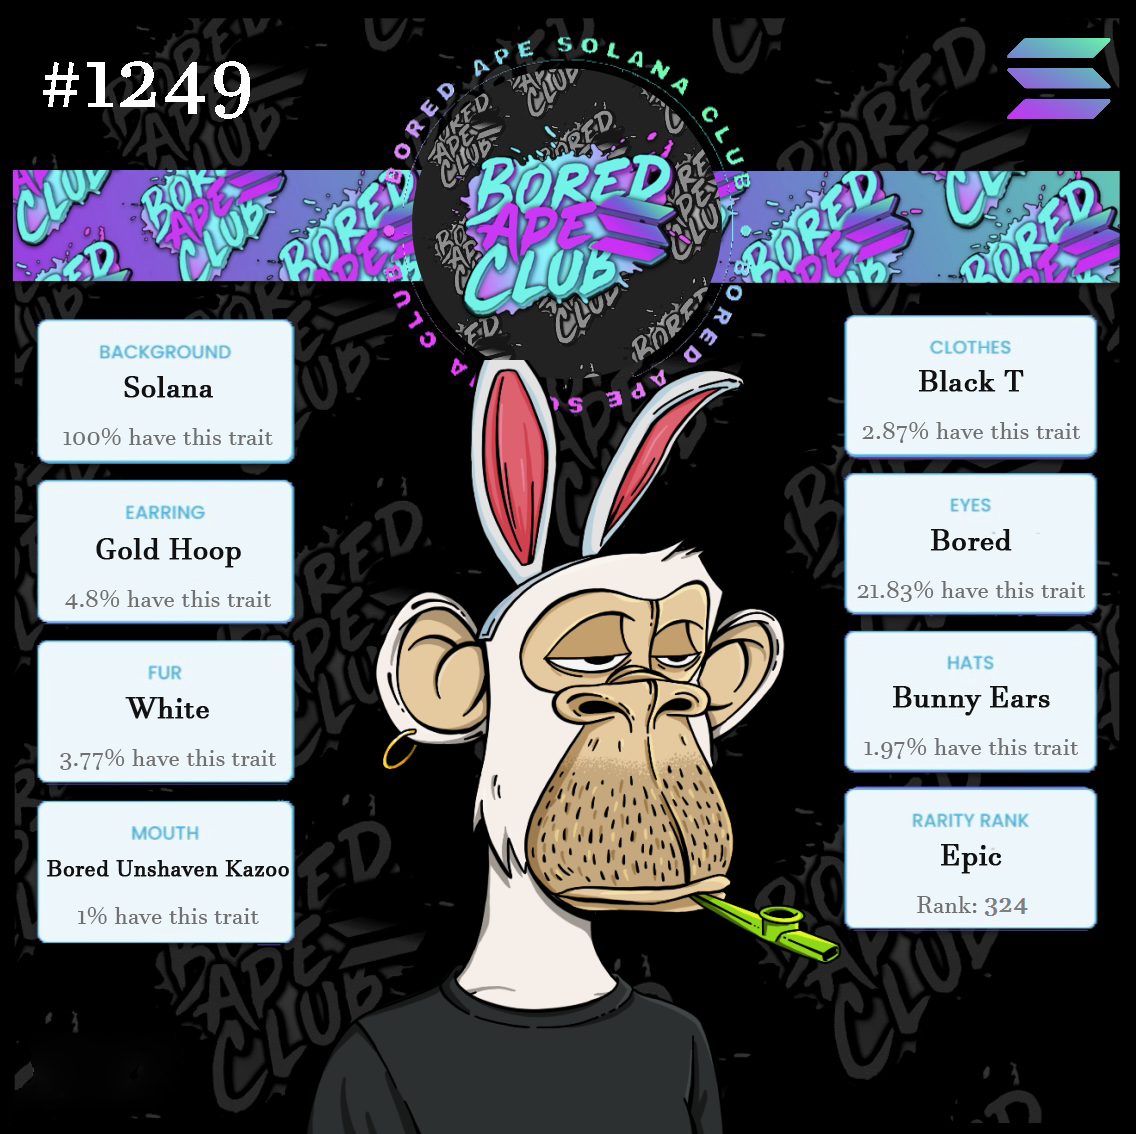 #1249
BORED APE SOLANA CLUB
BORED
APE
CLUB
BACKGROUND
Solana
100% have this trait
EARRING
Gold Hoop
4.8% have this trait
FUR
White
3.77% have this trait
MOUTH
Bored Unshaven Kazoo
1% have this trait
CLOTHES
Black T
2.87% have this trait
EYES
Bored
21.83% have this trait
HATS
Bunny Ears
1.97% have this trait
RARITY RANK
Epic
Rank: 324